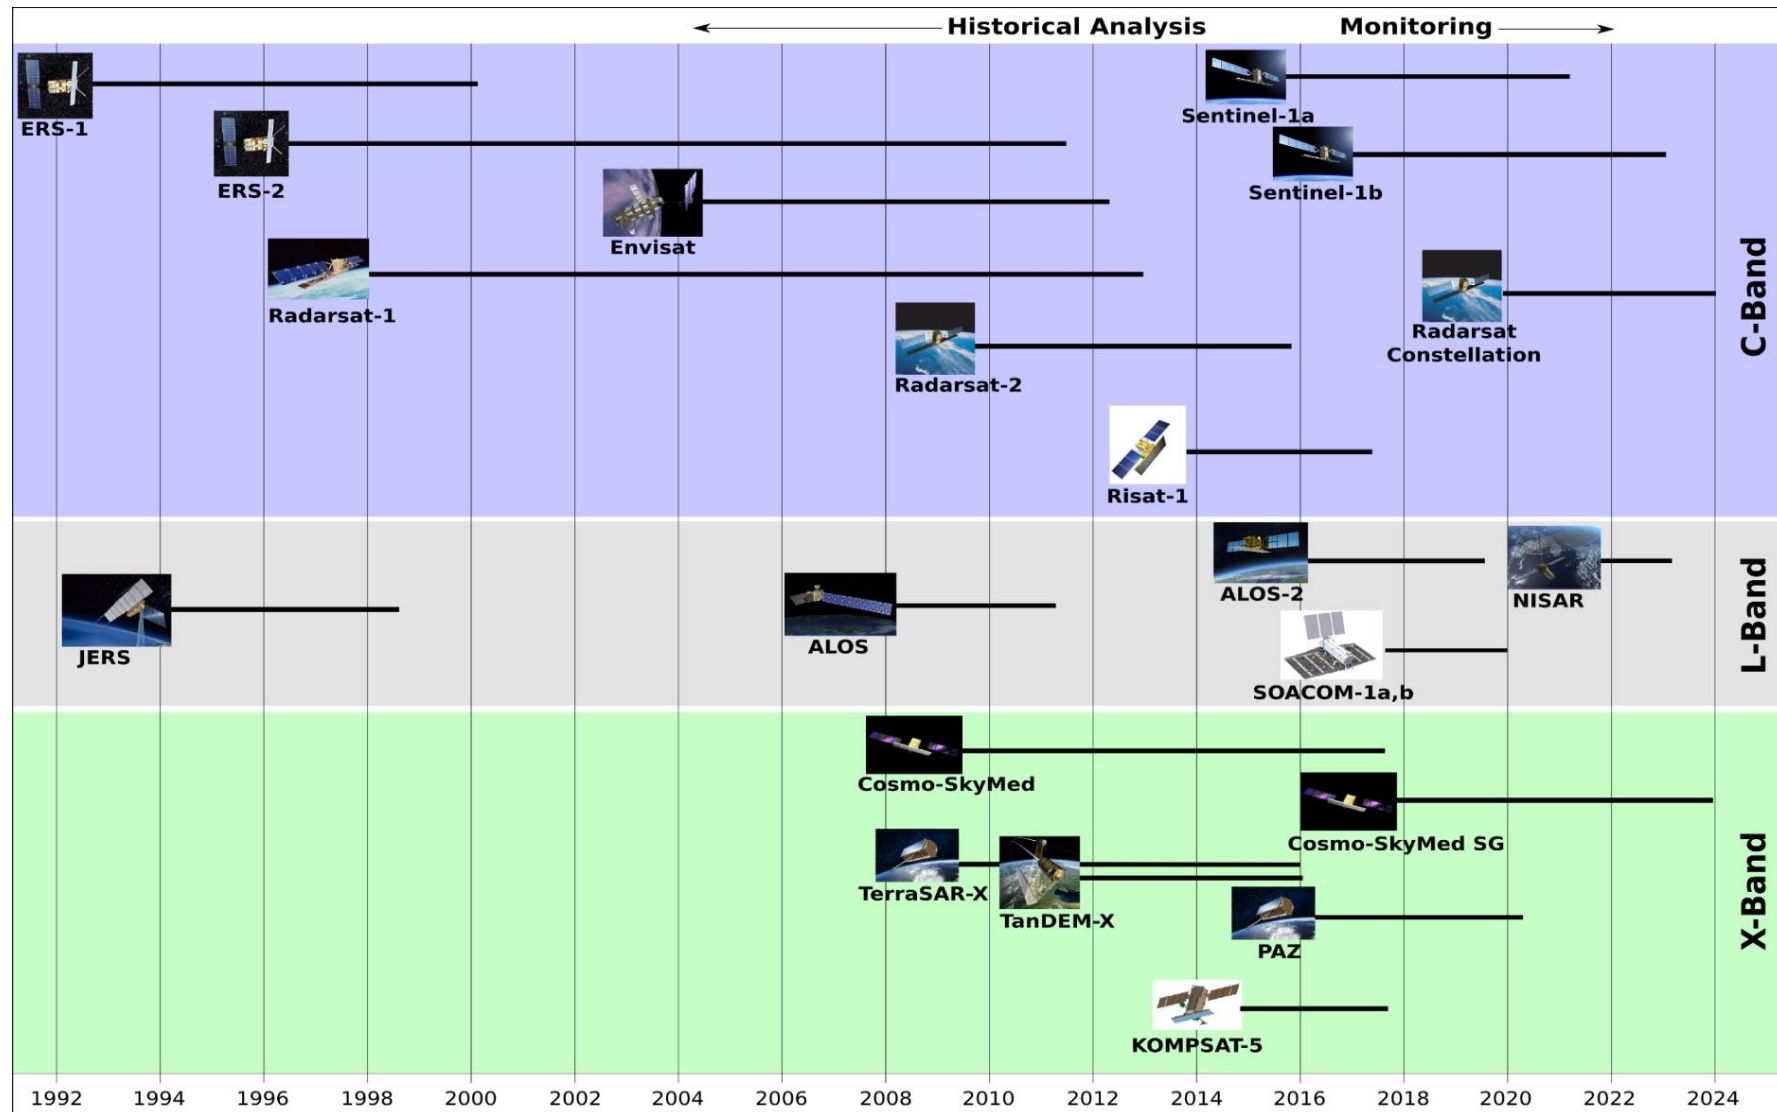 Historical Analysis
Monitoring
ERS-1
ERS-2
Envisat
Radarsat-1
Radarsat-2
Risat-1
Sentinel-1a
Sentinel-1b
Radarsat
Constellation
C-Band
JERS
ALOS
ALOS-2
NISAR
SOACOM-1a,b
L-Band
Cosmo-SkyMed
Cosmo-SkyMed SG
TerraSAR-X
TanDEM-X
PAZ
KOMPSAT-5
X-Band
1992 1994 1996 1998 2000 2002 2004 2006 2008 2010 2012 2014 2016 2018 2020 2022 2024